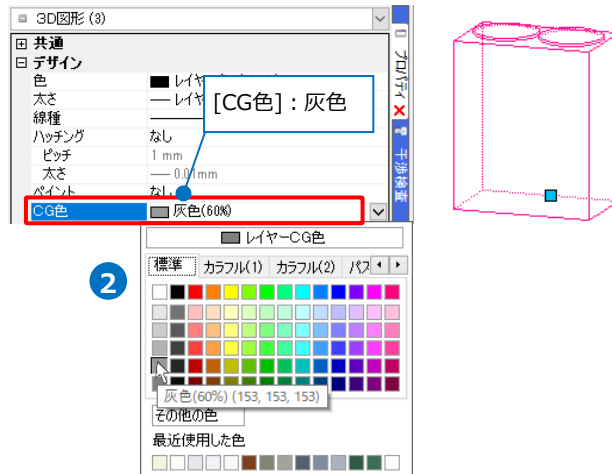 3D図形 (3)
共通
デザイン
色
レイヤ
太さ
レイヤ
線種
ハッチング
なし
ピッチ
1 mm
太さ
0.01mm
ペイント
なし
CG色
灰色(60%)
[CG色]：灰色
プロパティ
干渉検査
レイヤーCG色
2
標準
カラフル(1)
カラフル(2)
パス
灰色(60%) (153, 153, 153)
その他の色
最近使用した色